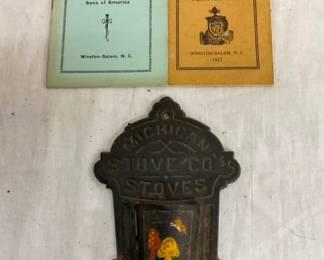 Sons of America
Winston-Salem, N. C.
WINSTON-SALEM, N. C.
1927
MICHIGAN
STOVE CO'S
STOVES